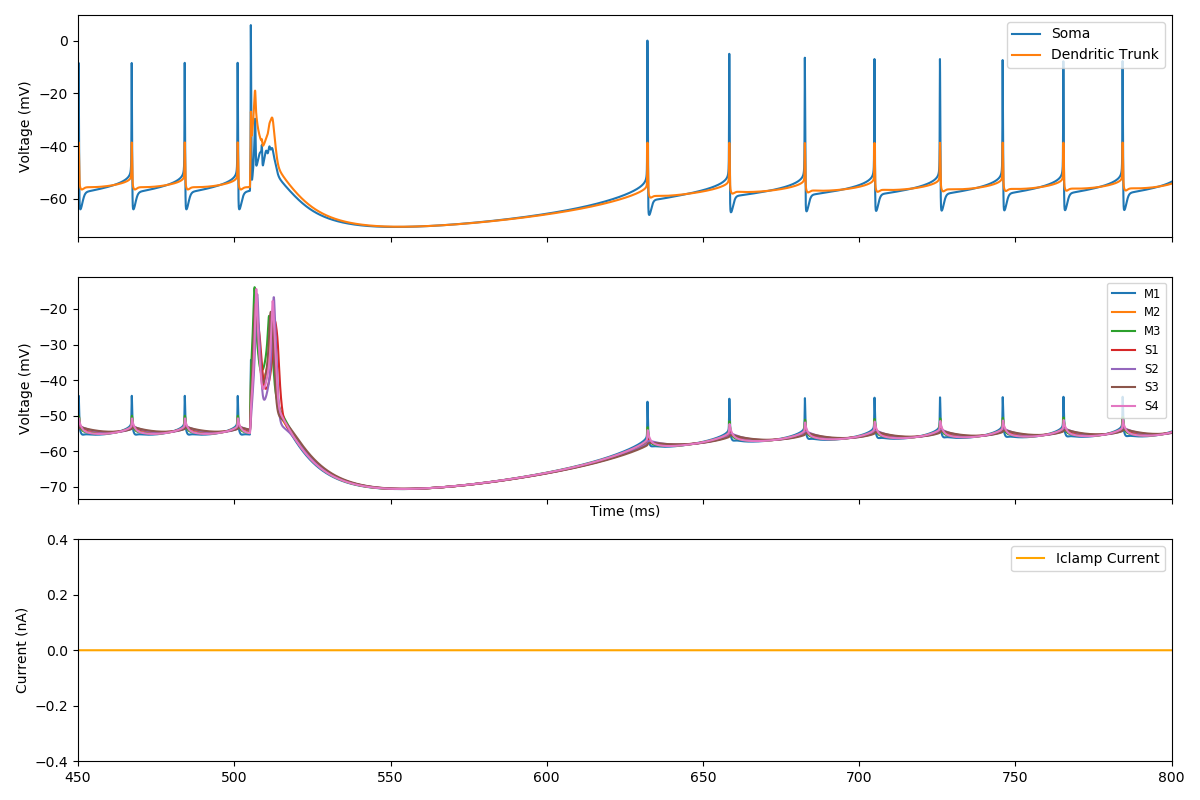 0
−20
−40
−60
Voltage (mV)
Soma
Dendritic Trunk
−20
−30
−40
−50
−60
−70
Voltage (mV)
M1
M2
M3
S1
S2
S3
S4
Time (ms)
0.4
0.2
0.0
−0.2
−0.4
Current (nA)
Iclamp Current
450 500 550 600 650 700 750 800